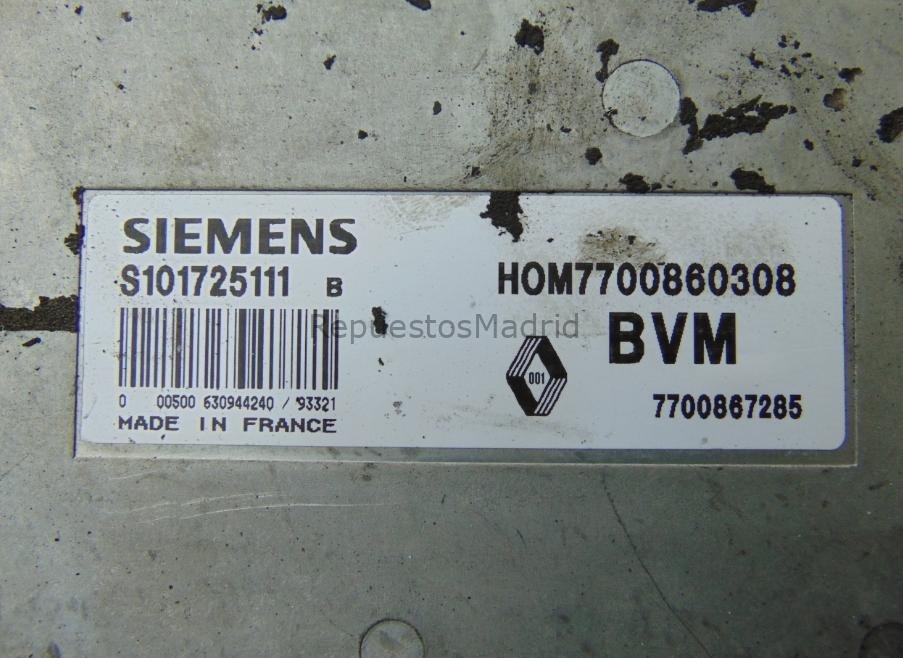 SIEMENS
S101725111 B
0 00500 630944240 / 93321
MADE IN FRANCE
HOM7700860308
BVM
001
7700867285
RepuestosMadrid